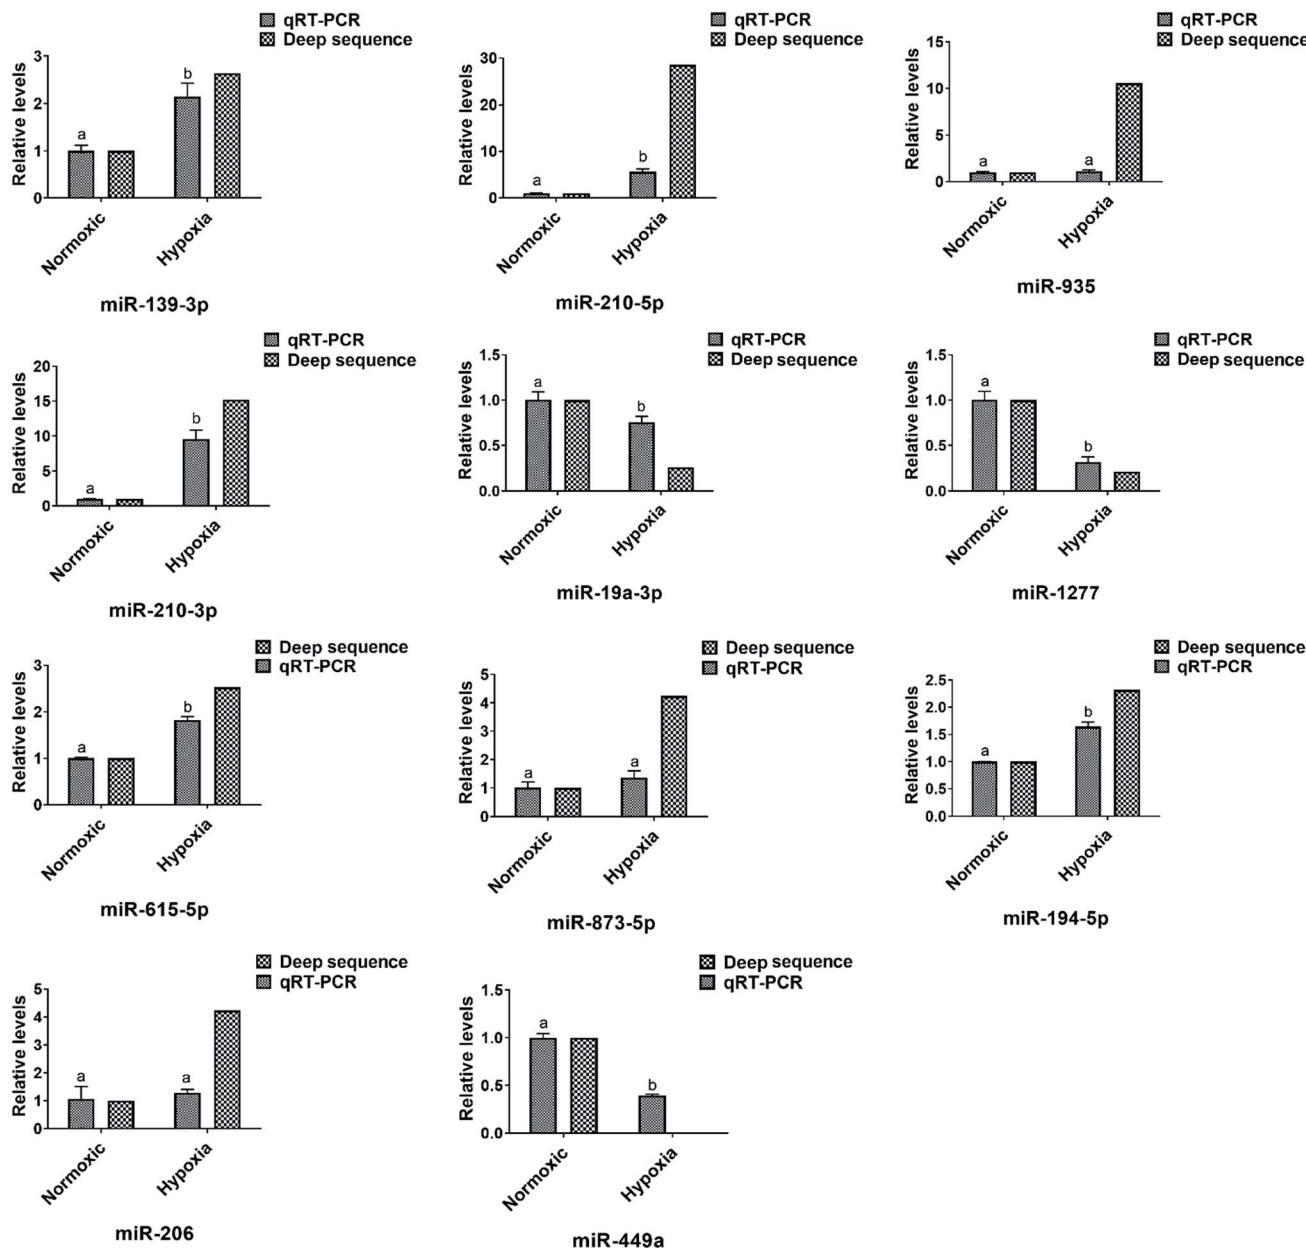 qRT-PCR
Deep sequence
Relative levels
3
2
1
0
a
b
Normoxic
Hypoxia
miR-139-3p
qRT-PCR
Deep sequence
Relative levels
30
20
10
0
a
b
Normoxic
Hypoxia
miR-210-5p
qRT-PCR
Deep sequence
Relative levels
15
10
5
0
a
a
Normoxic
Hypoxia
miR-935
qRT-PCR
Deep sequence
Relative levels
20
15
10
5
0
a
b
Normoxic
Hypoxia
miR-210-3p
qRT-PCR
Deep sequence
Relative levels
1.5
1.0
0.5
0.0
a
b
Normoxic
Hypoxia
miR-19a-3p
qRT-PCR
Deep sequence
Relative levels
1.5
1.0
0.5
0.0
a
b
Normoxic
Hypoxia
miR-1277
Deep sequence
qRT-PCR
Relative levels
3
2
1
0
a
b
Normoxic
Hypoxia
miR-615-5p
Deep sequence
qRT-PCR
Relative levels
5
4
3
2
1
0
a
a
Normoxic
Hypoxia
miR-873-5p
Deep sequence
qRT-PCR
Relative levels
2.5
2.0
1.5
1.0
0.5
0.0
a
b
Normoxic
Hypoxia
miR-194-5p
Deep sequence
qRT-PCR
Relative levels
5
4
3
2
1
0
a
a
Normoxic
Hypoxia
miR-206
Deep sequence
qRT-PCR
Relative levels
1.5
1.0
0.5
0.0
a
b
Normoxic
Hypoxia
miR-449a